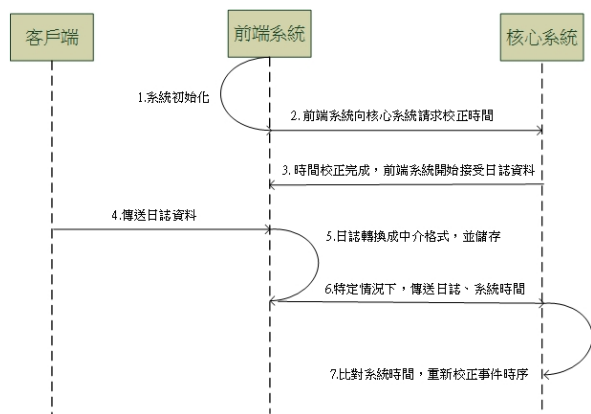 客戶端
前端系統
核心系統
1.系統初始化
2. 前端系統向核心系統請求校正時間
3. 時間校正完成，前端系統開始接受日誌資料
4.傳送日誌資料
5.日誌轉換成中介格式，並儲存
6.特定情況下，傳送日誌、系統時間
7.比對系統時間，重新校正事件時序